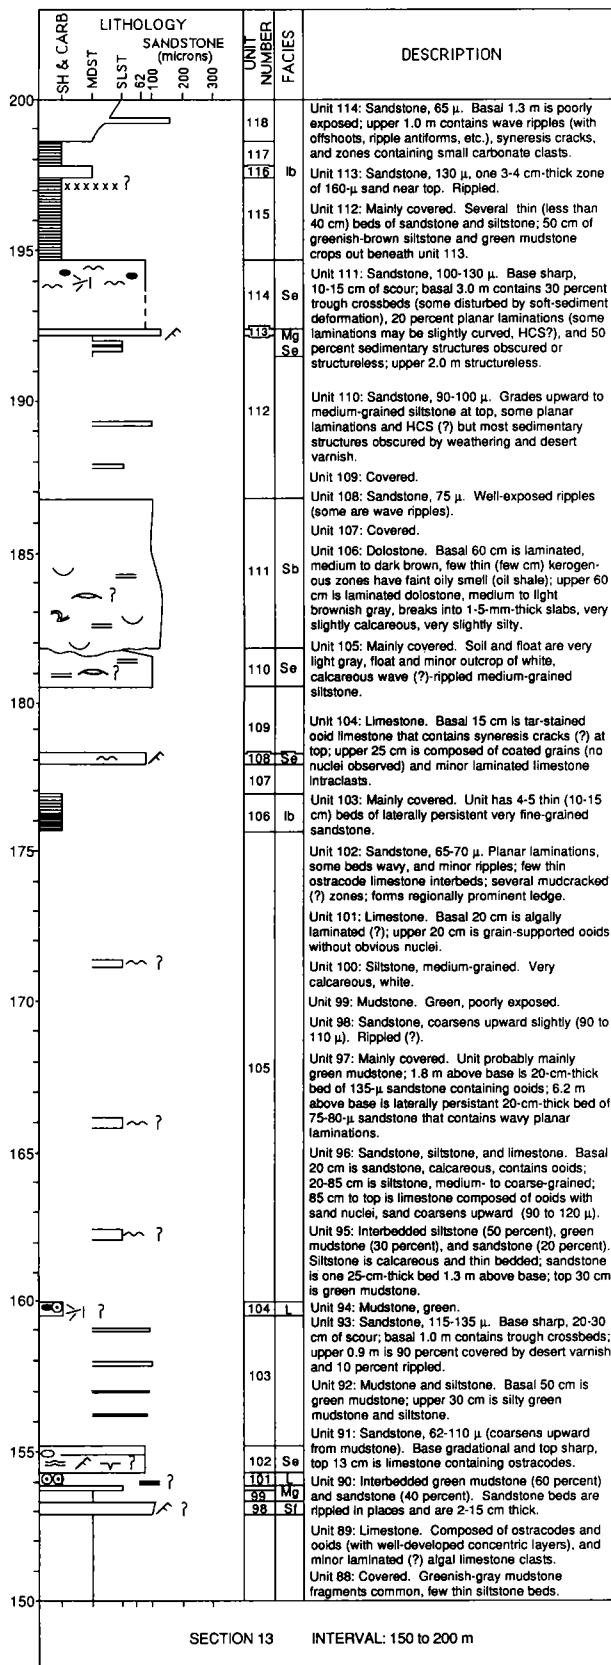 LITHOLOGY
SH & CARB
MDST
SLST
SANDSTONE
(microns)
62
100
200
300
UNIT
NUMBER
FACIES
DESCRIPTION
200
195
190
185
180
175
170
165
160
155
150
118
117
116
Ib
115
x x x x x x x ?
114 Se
113 Mg
Se
112
111 Sb
?
?
110 Se
?
109
108 Se
107
106 Ib
105
?
?
?
104 L
?
103
102 Se
?
101 L
?
Mg
99
98 Sf
?
Unit 114: Sandstone, 65 µ. Basal 1.3 m is poorly
exposed; upper 1.0 m contains wave ripples (with
offshoots, ripple antiforms, etc.), syneresis cracks,
and zones containing small carbonate clasts.
Unit 113: Sandstone, 130 µ, one 3-4 cm-thick zone
of 160-µ sand near top. Rippled.
Unit 112: Mainly covered. Several thin (less than
40 cm) beds of sandstone and siltstone; 50 cm of
greenish-brown siltstone and green mudstone
crops out beneath unit 113.
Unit 111: Sandstone, 100-130 µ. Base sharp,
10-15 cm of scour; basal 3.0 m contains 30 percent
trough crossbeds (some disturbed by soft-sediment
deformation), 20 percent planar laminations (some
laminations may be slightly curved, HCS?), and 50
percent sedimentary structures obscured or
structureless; upper 2.0 m structureless.
Unit 110: Sandstone, 90-100 µ. Grades upward to
medium-grained siltstone at top, some planar
laminations and HCS (?) but most sedimentary
structures obscured by weathering and desert
varnish.
Unit 109: Covered.
Unit 108: Sandstone, 75 µ. Well-exposed ripples
(some are wave ripples).
Unit 107: Covered.
Unit 106: Dolostone. Basal 60 cm is laminated,
medium to dark brown, few thin (few cm) kerogen-
ous zones have faint oily smell (oil shale); upper 60
cm is laminated dolostone, medium to light
brownish gray, breaks into 1-5-mm-thick slabs, very
slightly calcareous, very slightly silty.
Unit 105: Mainly covered. Soil and float are very
light gray, float and minor outcrop of white,
calcareous wave (?)-rippled medium-grained
siltstone.
Unit 104: Limestone. Basal 15 cm is tar-stained
ooid limestone that contains syneresis cracks (?) at
top; upper 25 cm is composed of coated grains (no
nuclei observed) and minor laminated limestone
intraclasts.
Unit 103: Mainly covered. Unit has 4-5 thin (10-15
cm) beds of laterally persistent very fine-grained
sandstone.
Unit 102: Sandstone, 65-70 µ. Planar laminations,
some beds wavy, and minor ripples; few thin
ostracode limestone interbeds; several mudcracked
(?) zones; forms regionally prominent ledge.
Unit 101: Limestone. Basal 20 cm is algally
laminated (?); upper 20 cm is grain-supported ooids
without obvious nuclei.
Unit 100: Siltstone, medium-grained. Very
calcareous, white.
Unit 99: Mudstone. Green, poorly exposed.
Unit 98: Sandstone, coarsens upward slightly (90 to
110 µ). Rippled (?).
Unit 97: Mainly covered. Unit probably mainly
green mudstone; 1.8 m above base is 20-cm-thick
bed of 135-µ sandstone containing ooids; 6.2 m
above base is laterally persistant 20-cm-thick bed of
75-80-µ sandstone that contains wavy planar
laminations.
Unit 96: Sandstone, siltstone, and limestone. Basal
20 cm is sandstone, calcareous, contains ooids;
20-85 cm is siltstone, medium- to coarse-grained;
85 cm to top is limestone composed of ooids with
sand nuclei, sand coarsens upward (90 to 120 µ).
Unit 95: Interbedded siltstone (50 percent), green
mudstone (30 percent), and sandstone (20 percent).
Siltstone is calcareous and thin bedded; sandstone
is one 25-cm-thick bed 1.3 m above base; top 30 cm
is green mudstone.
Unit 94: Mudstone, green.
Unit 93: Sandstone, 115-135 µ. Base sharp, 20-30
cm of scour; basal 1.0 m contains trough crossbeds;
upper 0.9 m is 90 percent covered by desert varnish
and 10 percent rippled.
Unit 92: Mudstone and siltstone. Basal 50 cm is
green mudstone; upper 30 cm is silty green
mudstone and siltstone.
Unit 91: Sandstone, 62-110 µ (coarsens upward
from mudstone). Base gradational and top sharp,
top 13 cm is limestone containing ostracodes.
Unit 90: Interbedded green mudstone (60 percent)
and sandstone (40 percent). Sandstone beds are
rippled in places and are 2-15 cm thick.
Unit 89: Limestone. Composed of ostracodes and
ooids (with well-developed concentric layers), and
minor laminated (?) algal limestone clasts.
Unit 88: Covered. Greenish-gray mudstone
fragments common, few thin siltstone beds.
SECTION 13 INTERVAL: 150 to 200 m